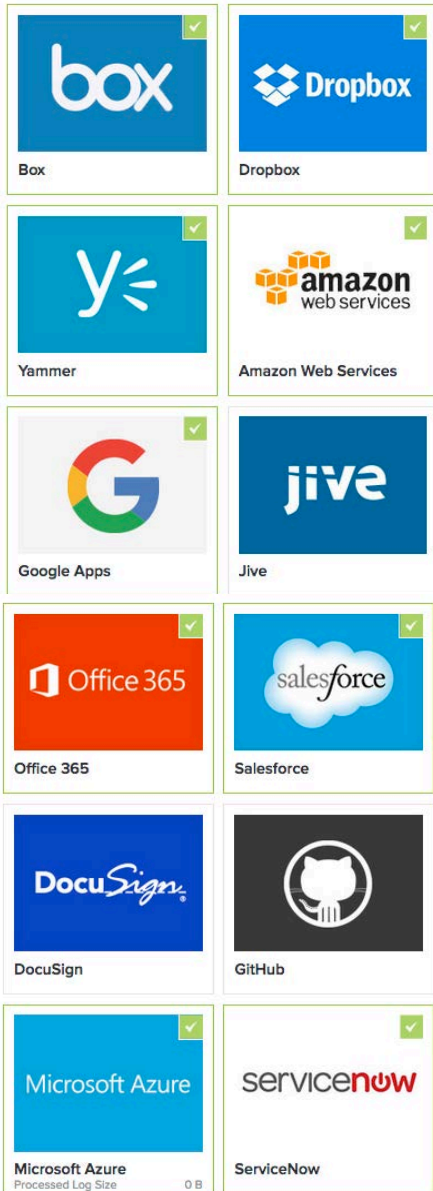 box
Dropbox
Box
Dropbox
y
amazon
web services
Yammer
Amazon Web Services
G
jive
Google Apps
Jive
Office 365
salesforce
Office 365
Salesforce
DocuSign®
DocuSign
GitHub
Microsoft Azure
servicenow
Microsoft Azure
Processed Log Size 0 B
ServiceNow